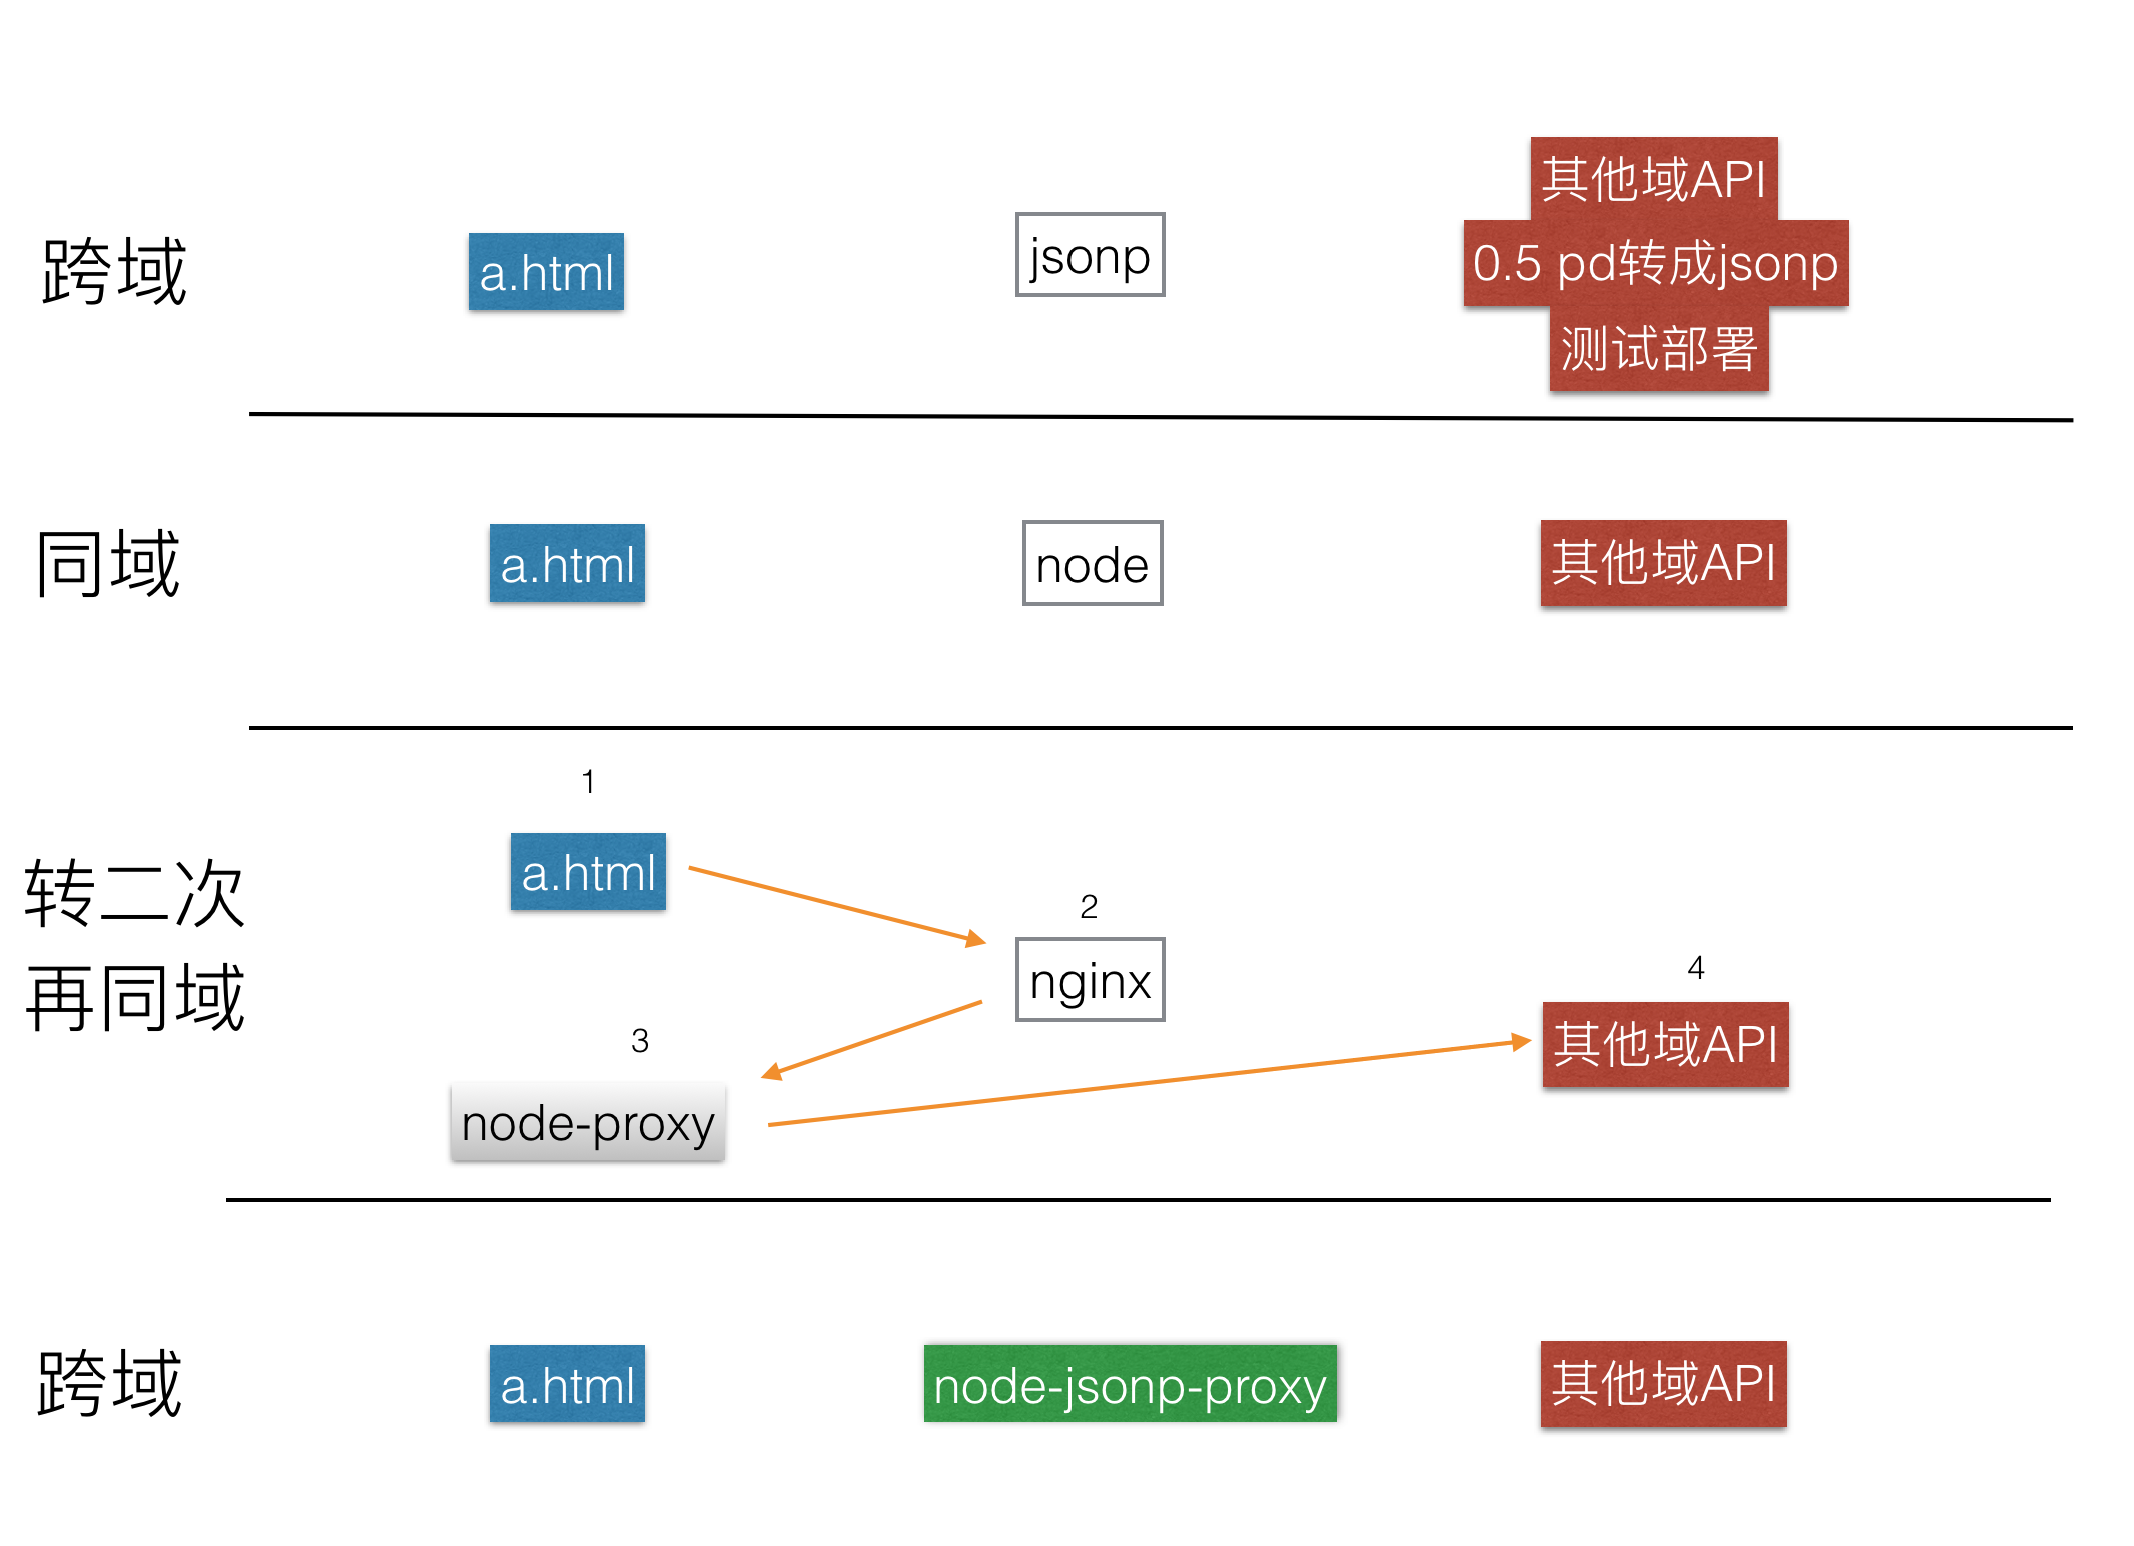 跨域
a.html
jsonp
其他域API
0.5 pd转成jsonp
测试部署
同域
a.html
node
其他域API
转二次
再同域
1
a.html
2
nginx
3
node-proxy
4
其他域API
跨域
a.html
node-jsonp-proxy
其他域API